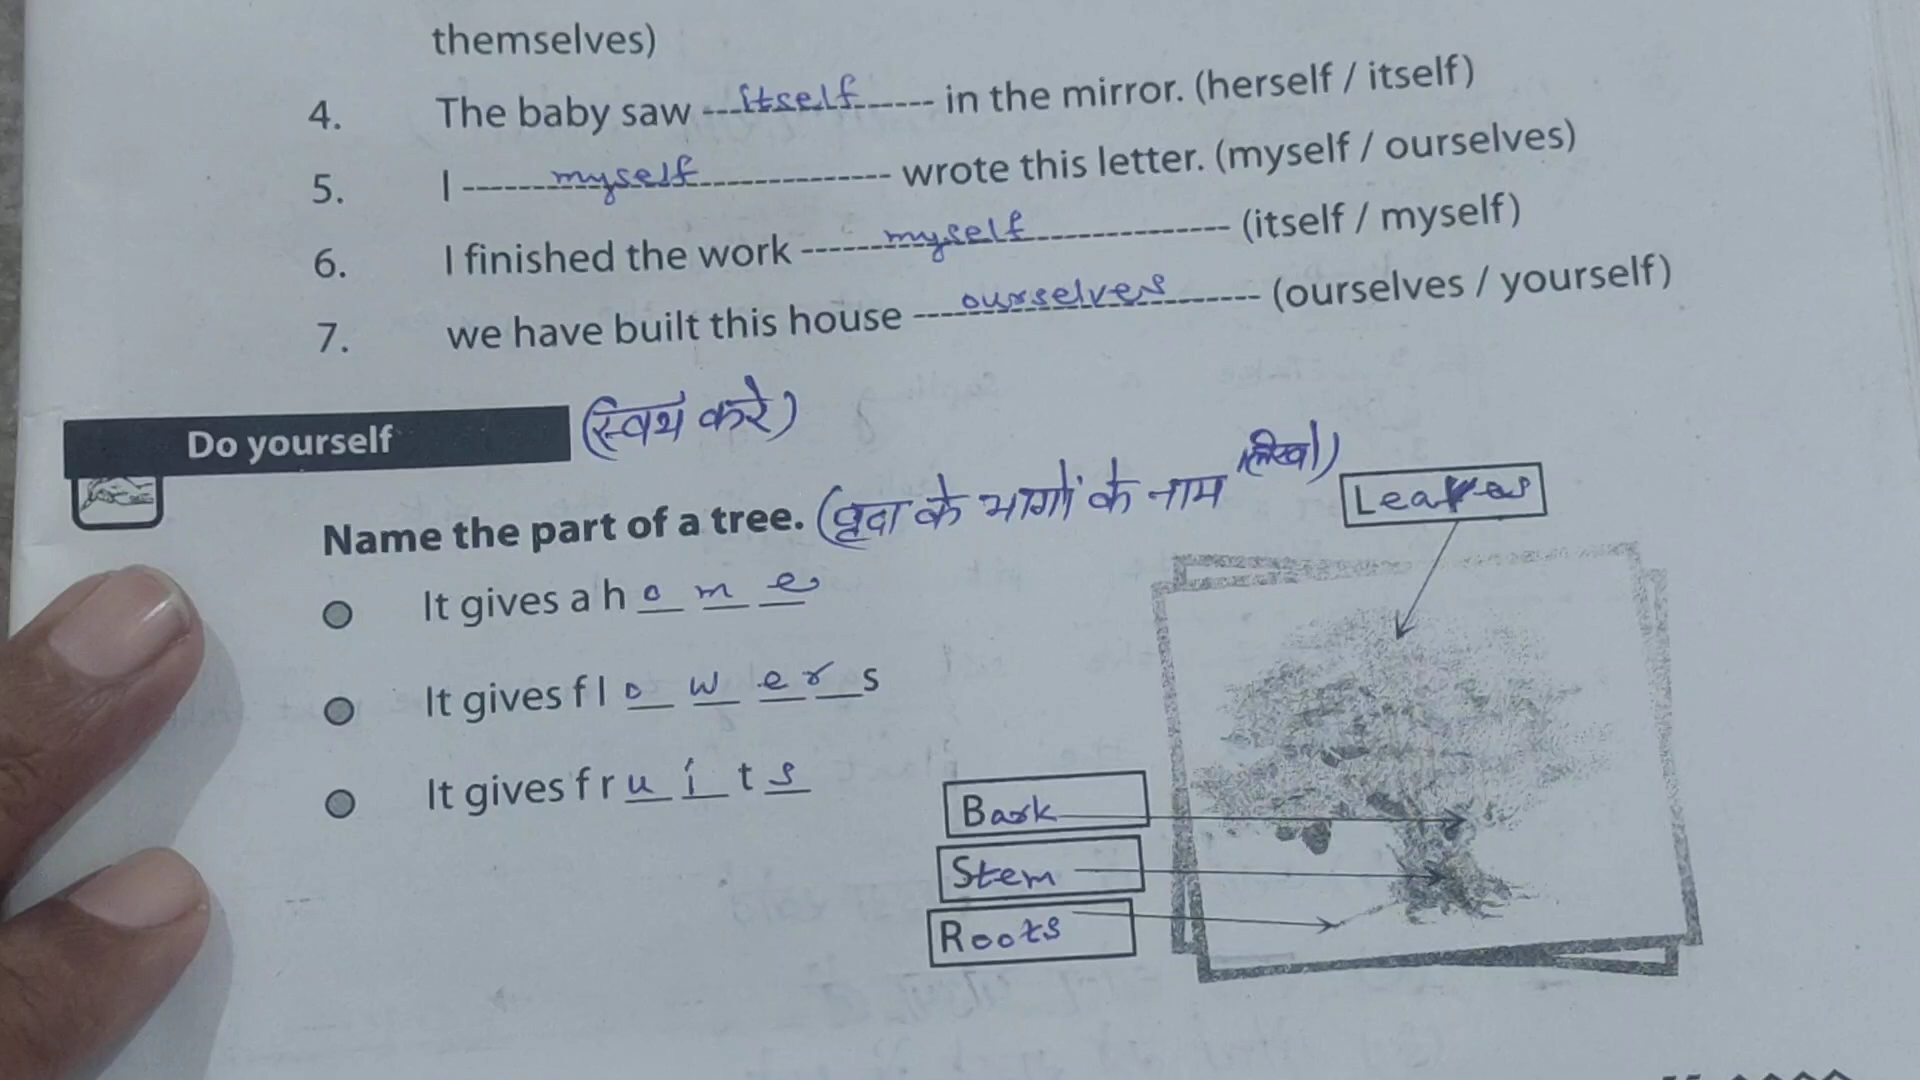 themselves)
4. The baby saw ---itself------ in the mirror. (herself / itself)
5. I ------myself------------- wrote this letter. (myself / ourselves)
6. I finished the work ------myself------------- (itself / myself)
7. we have built this house ---ourselves------ (ourselves / yourself)
Do yourself (स्वयं करे)
Name the part of a tree. (वृक्ष के भागों के नाम लिखो)
Leaves
It gives a h o m e
It gives f l o w e r s
It gives f r u i t s
Bark
Stem
Roots